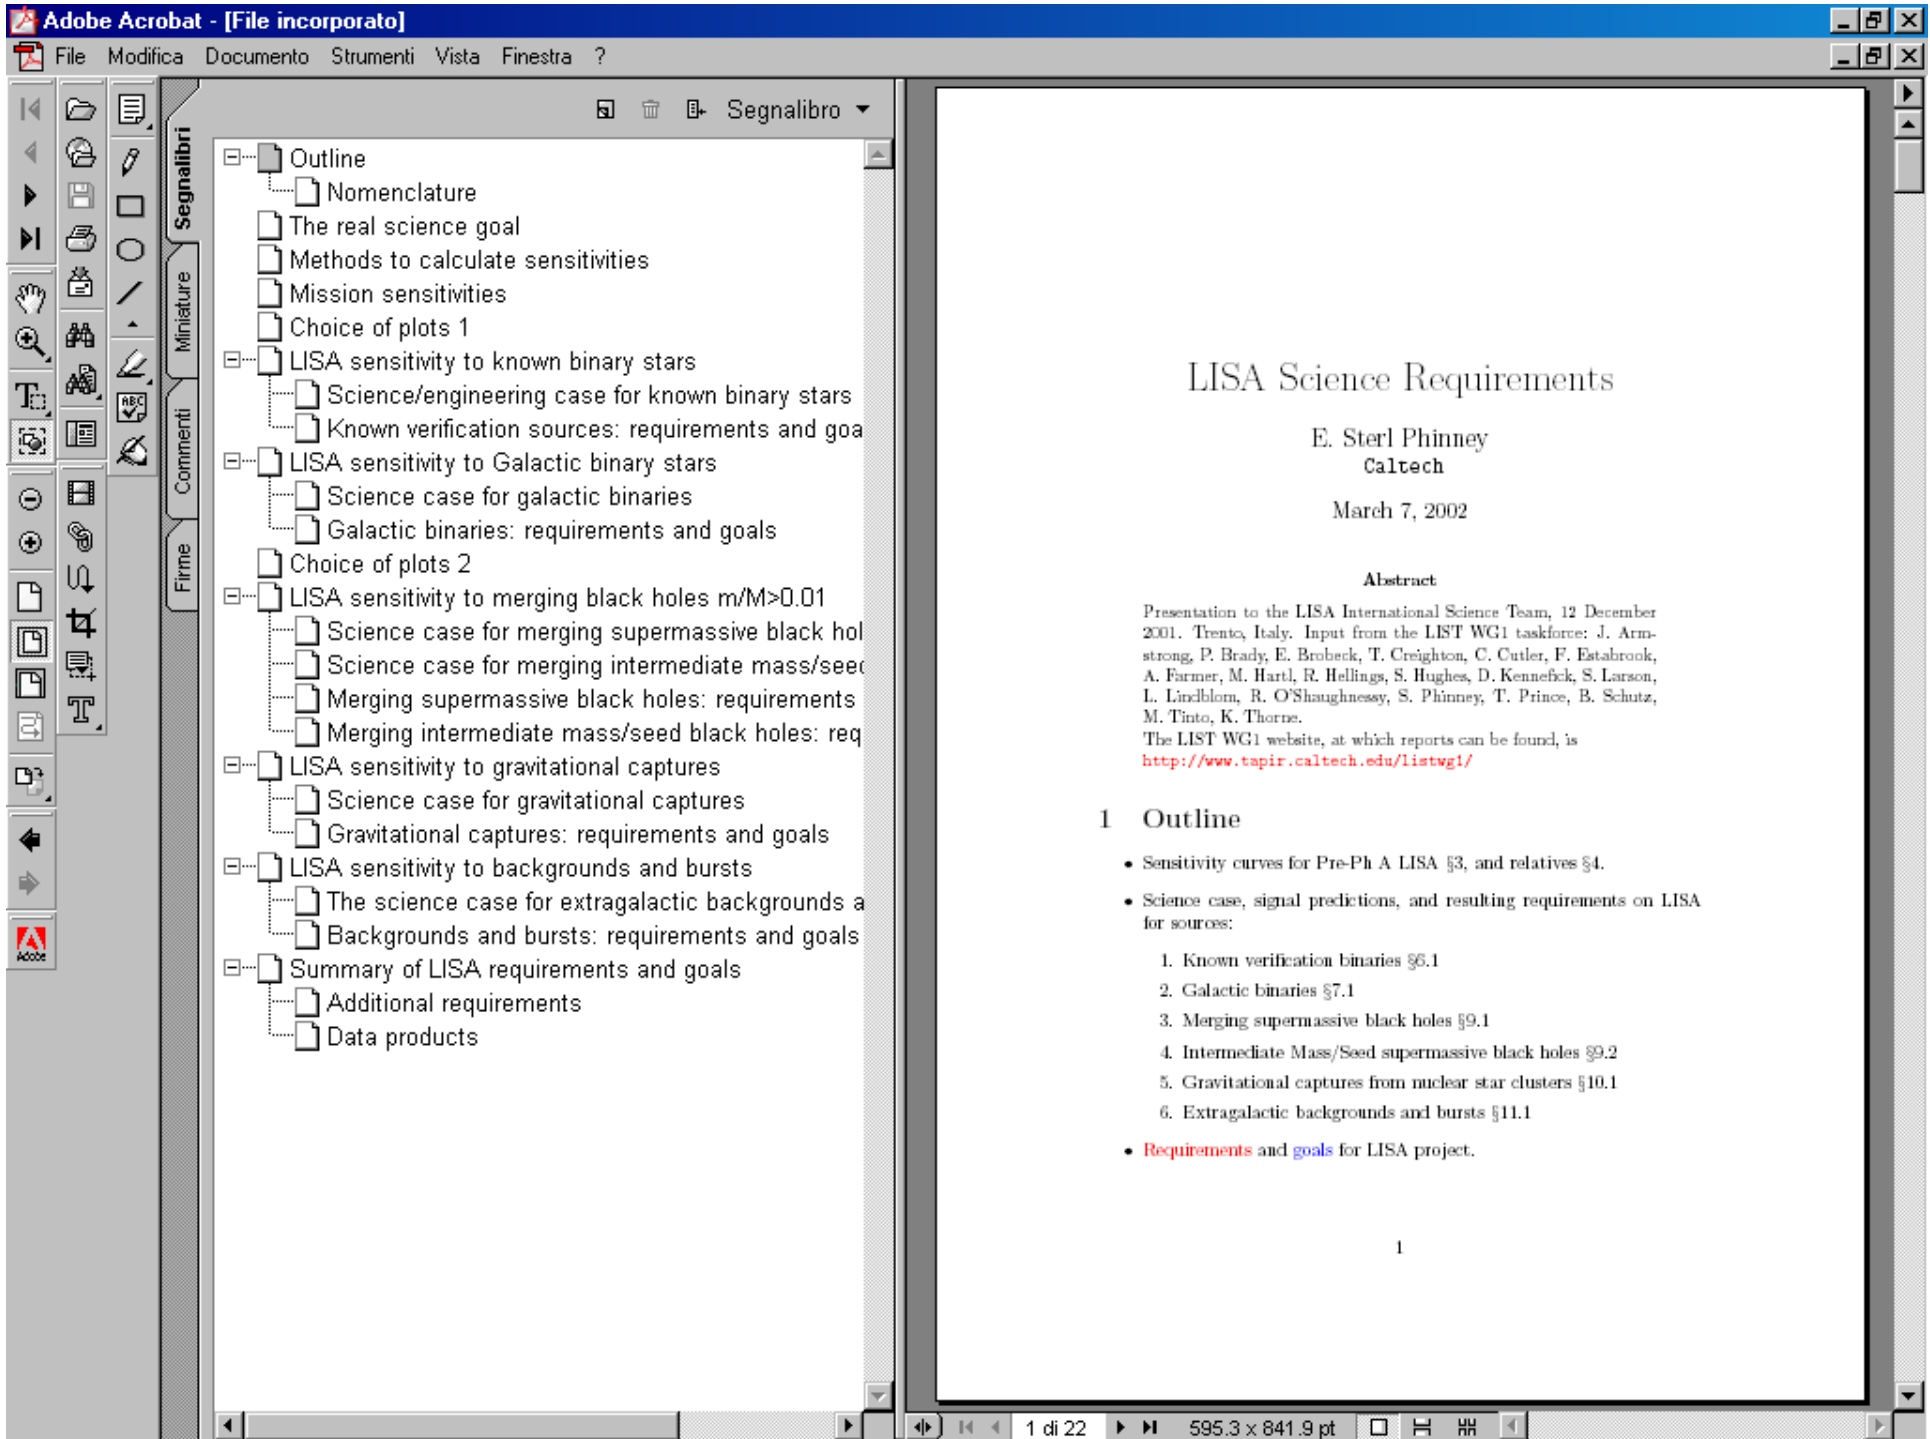 Adobe Acrobat - [File incorporato]
File Modifica Documento Strumenti Vista Finestra ?
Segnalibro
Segnalibri
Miniature
Commenti
Firme
Adobe
Outline
Nomenclature
The real science goal
Methods to calculate sensitivities
Mission sensitivities
Choice of plots 1
LISA sensitivity to known binary stars
Science/engineering case for known binary stars
Known verification sources: requirements and goa
LISA sensitivity to Galactic binary stars
Science case for galactic binaries
Galactic binaries: requirements and goals
Choice of plots 2
LISA sensitivity to merging black holes m/M>0.01
Science case for merging supermassive black hol
Science case for merging intermediate mass/seed
Merging supermassive black holes: requirements
Merging intermediate mass/seed black holes: req
LISA sensitivity to gravitational captures
Science case for gravitational captures
Gravitational captures: requirements and goals
LISA sensitivity to backgrounds and bursts
The science case for extragalactic backgrounds a
Backgrounds and bursts: requirements and goals
Summary of LISA requirements and goals
Additional requirements
Data products
LISA Science Requirements
E. Sterl Phinney
Caltech
March 7, 2002
Abstract
Presentation to the LISA International Science Team, 12 December
2001. Trento, Italy. Input from the LIST WG1 taskforce: J. Arm-
strong, P. Brady, E. Brobeck, T. Creighton, C. Cutler, F. Estabrook,
A. Farmer, M. Hartl, R. Hellings, S. Hughes, D. Kennefick, S. Larson,
L. Lindblom, R. O'Shaughnessy, S. Phinney, T. Prince, B. Schutz,
M. Tinto, K. Thorne.
The LIST WG1 website, at which reports can be found, is
http://www.tapir.caltech.edu/listwg1/
1 Outline
• Sensitivity curves for Pre-Ph A LISA §3, and relatives §4.
• Science case, signal predictions, and resulting requirements on LISA
for sources:
1. Known verification binaries §6.1
2. Galactic binaries §7.1
3. Merging supermassive black holes §9.1
4. Intermediate Mass/Seed supermassive black holes §9.2
5. Gravitational captures from nuclear star clusters §10.1
6. Extragalactic backgrounds and bursts §11.1
• Requirements and goals for LISA project.
1
1 di 22 595.3 x 841.9 pt